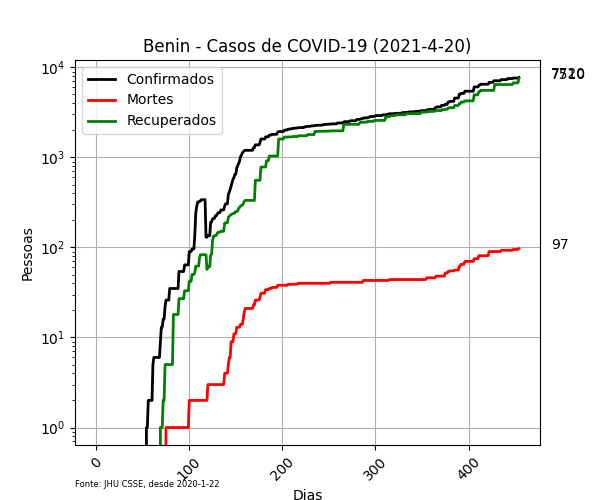 Benin - Casos de COVID-19 (2021-4-20)
Confirmados
Mortes
Recuperados
10⁴
10³
10²
10¹
10⁰
Pessoas
97
0
100
200
300
400
Dias
Fonte: JHU CSSE, desde 2020-1-22